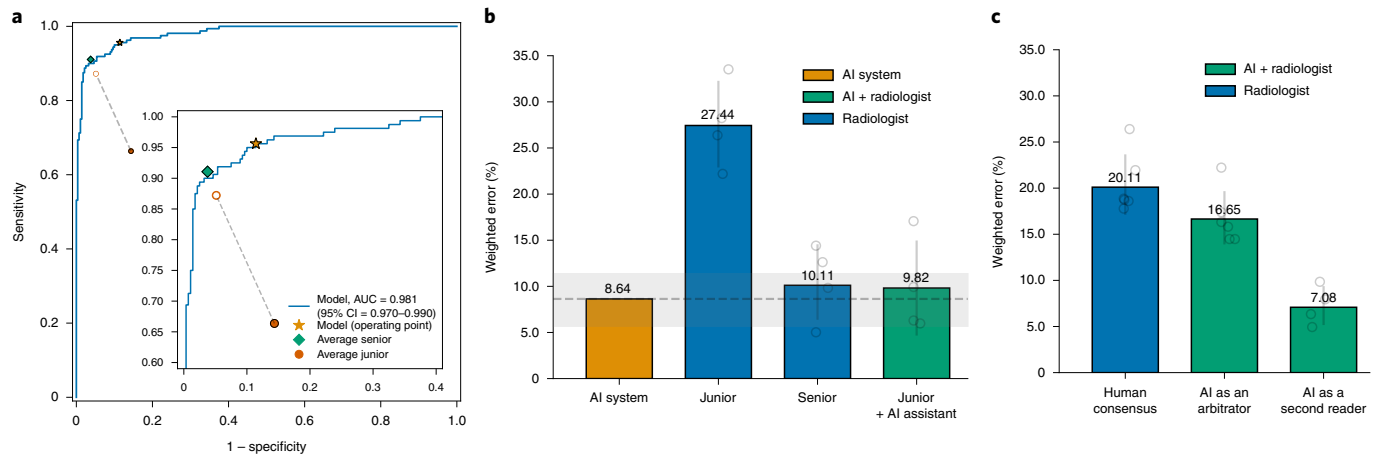 a
1.0
0.8
0.6
0.4
0.2
0
Sensitivity
0
0.2
0.4
0.6
0.8
1.0
1 – specificity
1.00
0.95
0.90
0.85
0.80
0.75
0.70
0.65
0.60
0
0.1
0.2
0.3
0.4
Model, AUC = 0.981
(95% CI = 0.970–0.990)
Model (operating point)
Average senior
Average junior
b
35.0
30.0
25.0
20.0
15.0
10.0
5.0
0
Weighted error (%)
AI system
AI + radiologist
Radiologist
8.64
27.44
10.11
9.82
AI system
Junior
Senior
Junior
+ AI assistant
c
35.0
30.0
25.0
20.0
15.0
10.0
5.0
0
Weighted error (%)
AI + radiologist
Radiologist
20.11
16.65
7.08
Human
consensus
AI as an
arbitrator
AI as a
second reader